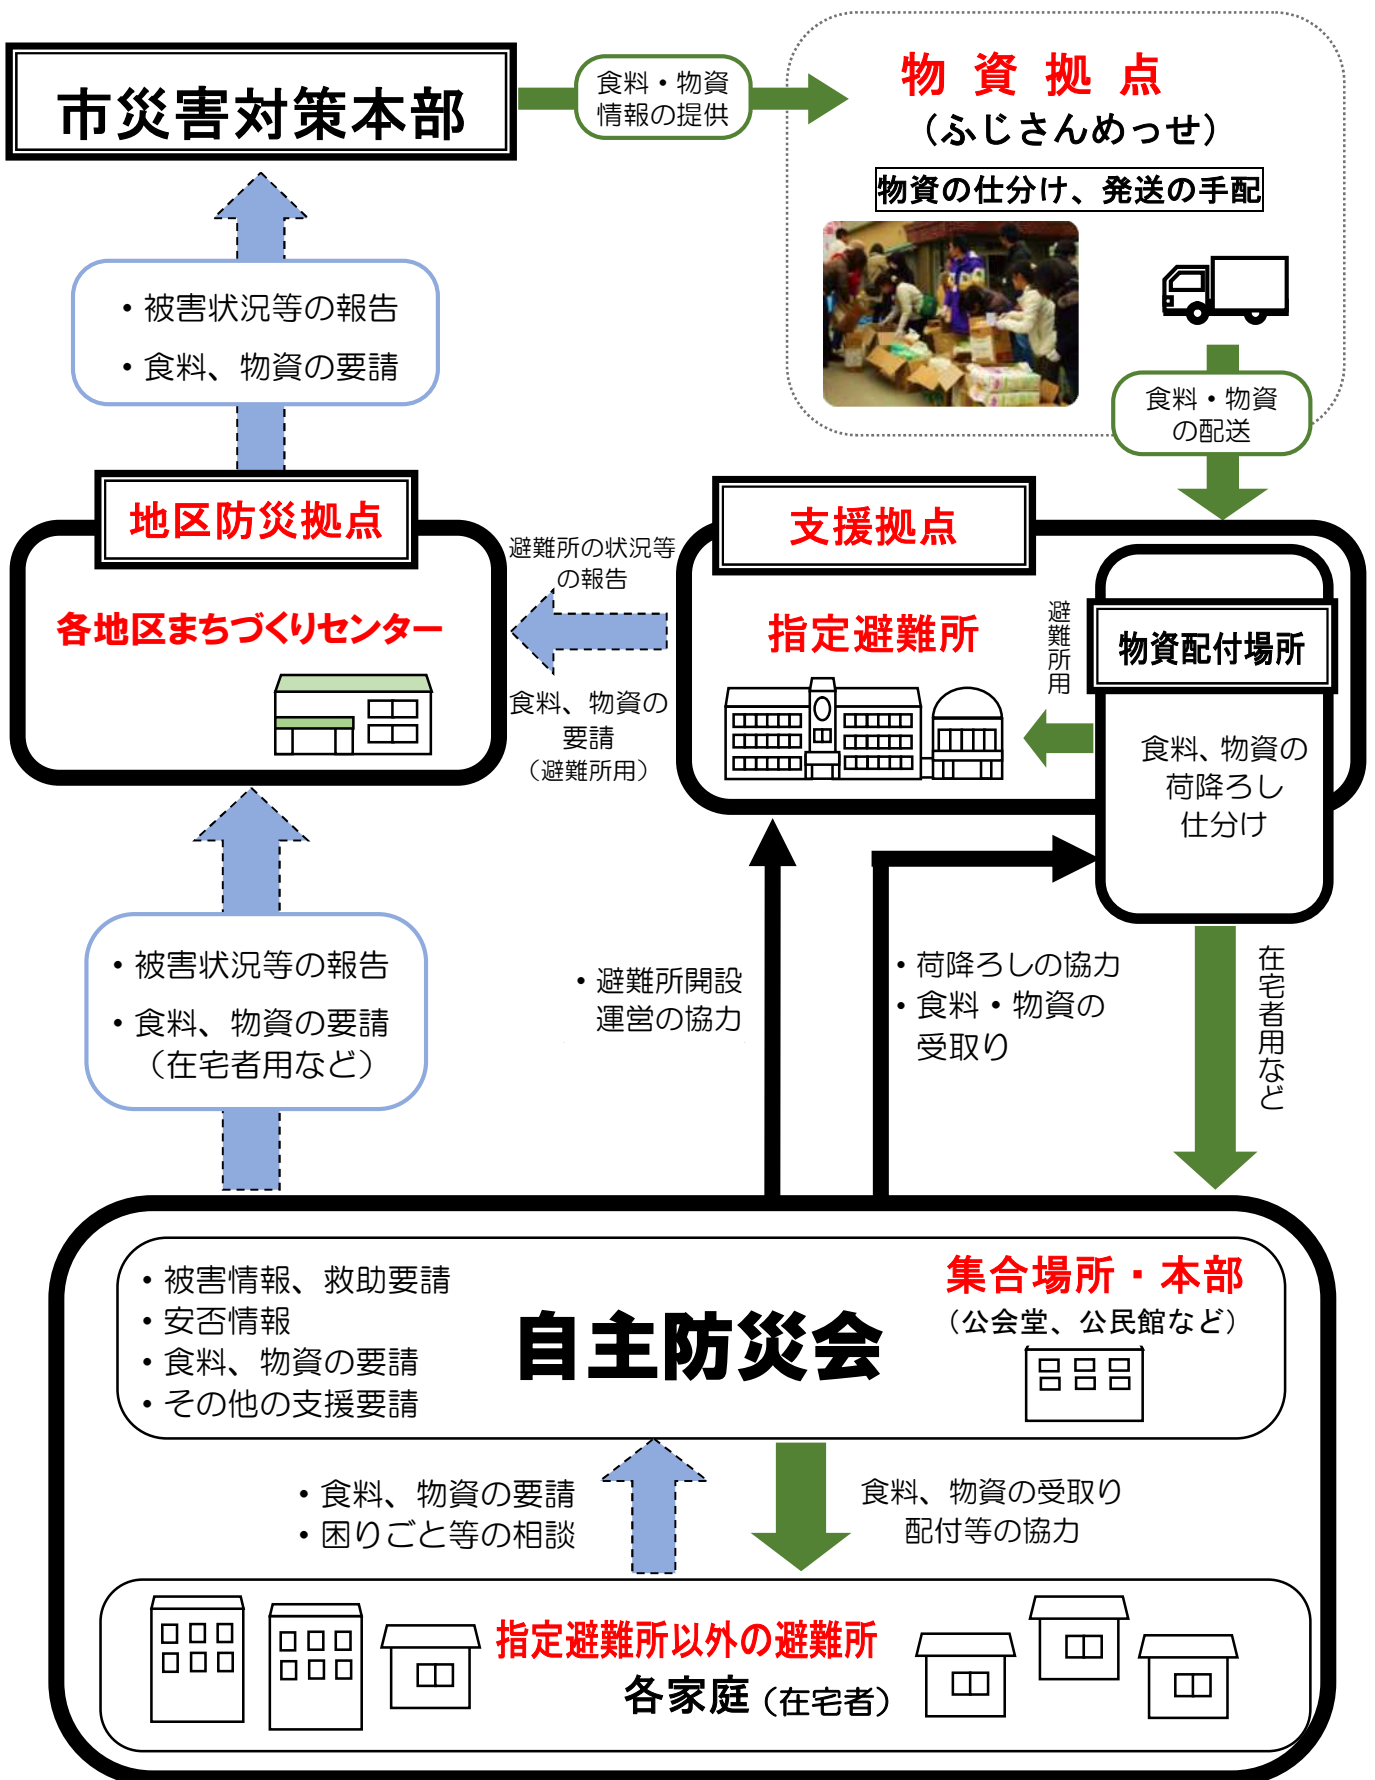 市災害対策本部
食料・物資
情報の提供
物資拠点
（ふじさんめっせ）
物資の仕分け、発送の手配
・被害状況等の報告
・食料、物資の要請
食料・物資
の配送
地区防災拠点
各地区まちづくりセンター
避難所の状況等
の報告
食料、物資の
要請
（避難所用）
支援拠点
指定避難所
避難所用
物資配付場所
食料、物資の
荷降ろし
仕分け
・被害状況等の報告
・食料、物資の要請
（在宅者用など）
・避難所開設
運営の協力
・荷降ろしの協力
・食料・物資の
受取り
在宅者用など
・被害情報、救助要請
・安否情報
・食料、物資の要請
・その他の支援要請
自主防災会
集合場所・本部
（公会堂、公民館など）
・食料、物資の要請
・困りごと等の相談
食料、物資の受取り
配付等の協力
指定避難所以外の避難所
各家庭（在宅者）